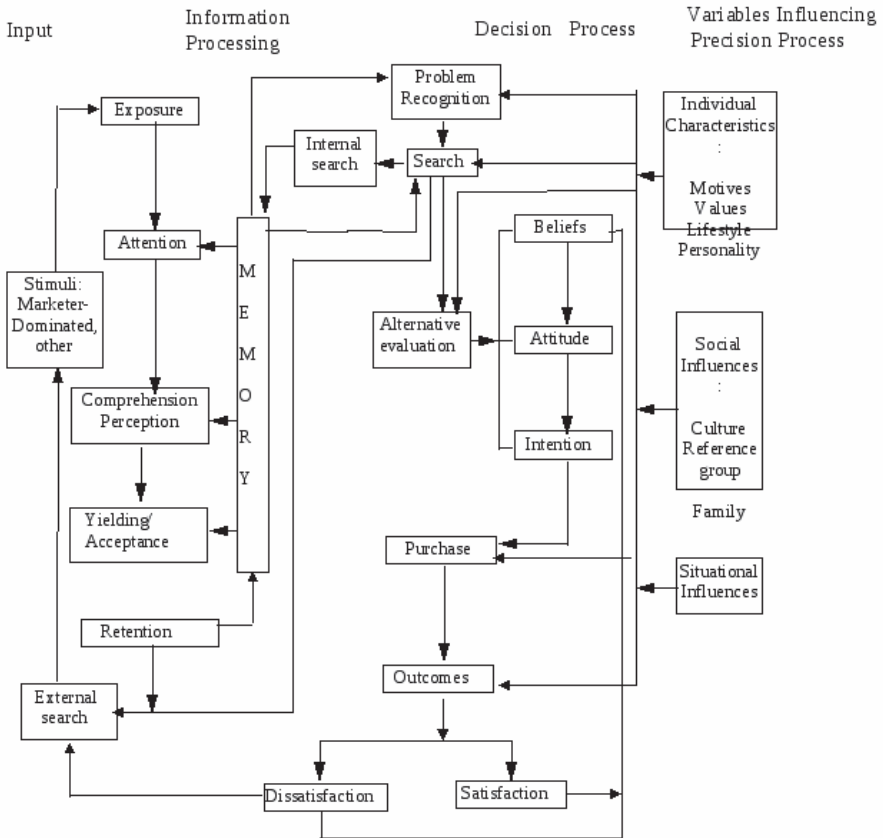 Input
Information
Processing
Decision Process
Variables Influencing
Precision Process
Exposure
Attention
Stimuli:
Marketer-
Dominated,
other
Comprehension
Perception
Yielding/
Acceptance
Retention
External
search
Internal
search
M
E
M
O
R
Y
Problem
Recognition
Search
Alternative
evaluation
Beliefs
Attitude
Intention
Purchase
Outcomes
Dissatisfaction
Satisfaction
Individual
Characteristics
:
Motives
Values
Lifestyle
Personality
Social
Influences
:
Culture
Reference
group
Family
Situational
Influences